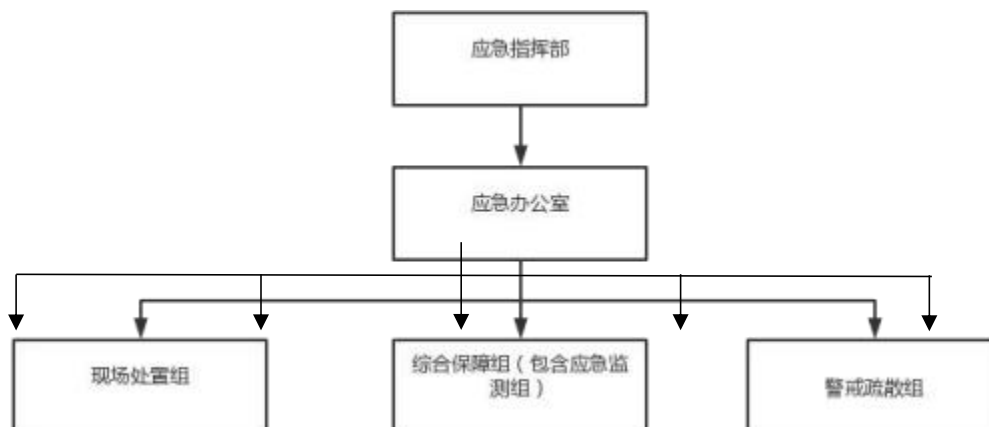 应急指挥部
应急办公室
现场处置组
综合保障组（包含应急监
测组）
警戒疏散组